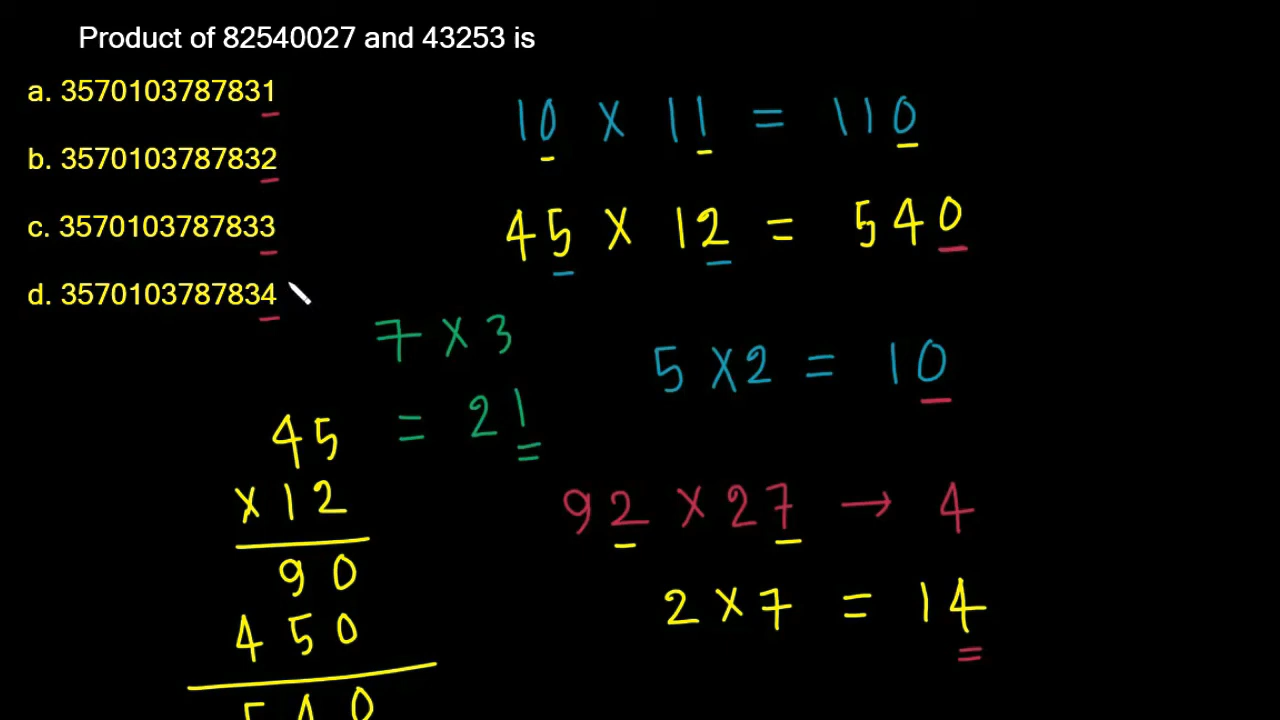 Product of 82540027 and 43253 is
a. 3570103787831
b. 3570103787832
c. 3570103787833
d. 3570103787834
10 X 11 = 110
45 X 12 = 540
7 X 3
= 21
5 X 2 = 10
92 X 27 → 4
2 X 7 = 14
45
X 12
90
450
540